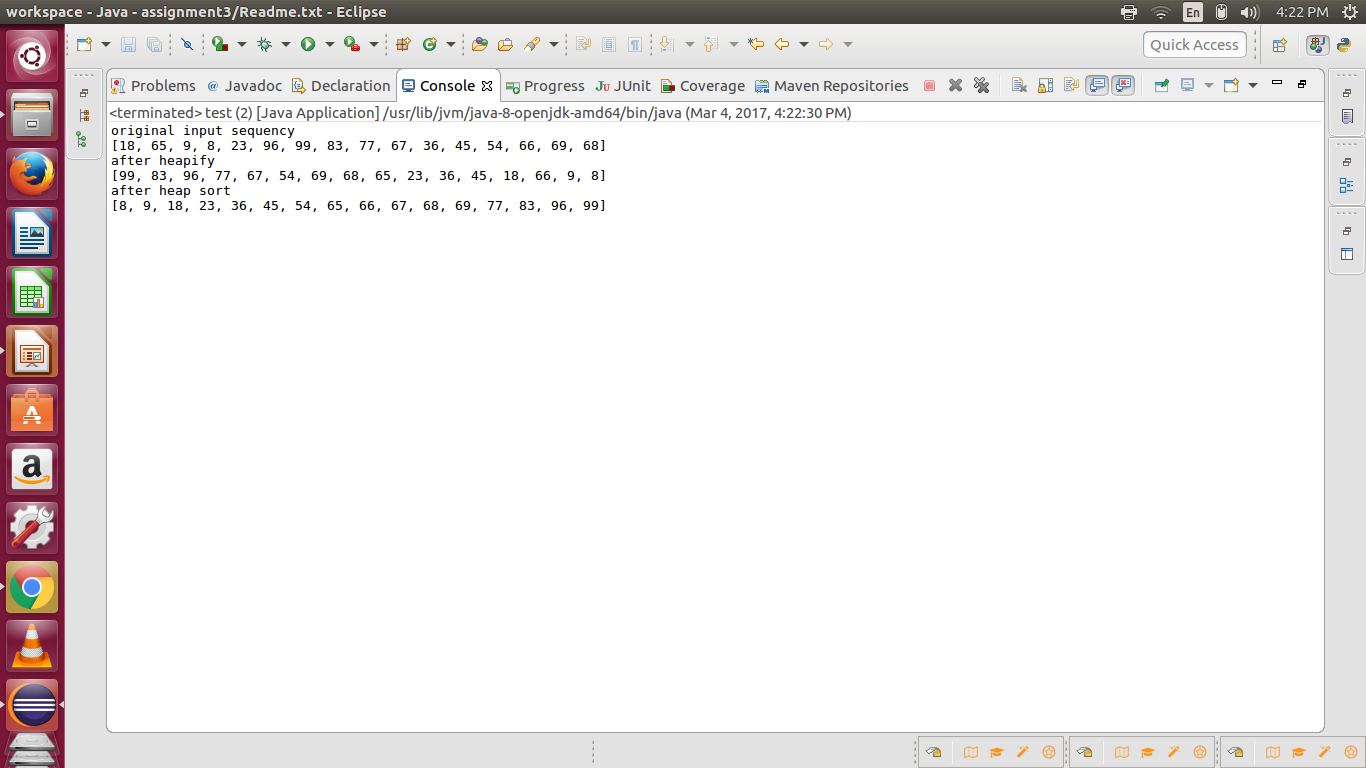 workspace - Java - assignment3/Readme.txt - Eclipse
En
4:22 PM
Quick Access
Problems @ Javadoc Declaration Console Progress Ju JUnit Coverage Maven Repositories
<terminated> test (2) [Java Application] /usr/lib/jvm/java-8-openjdk-amd64/bin/java (Mar 4, 2017, 4:22:30 PM)
original input sequency
[18, 65, 9, 8, 23, 96, 99, 83, 77, 67, 36, 45, 54, 66, 69, 68]
after heapify
[99, 83, 96, 77, 67, 54, 69, 68, 65, 23, 36, 45, 18, 66, 9, 8]
after heap sort
[8, 9, 18, 23, 36, 45, 54, 65, 66, 67, 68, 69, 77, 83, 96, 99]